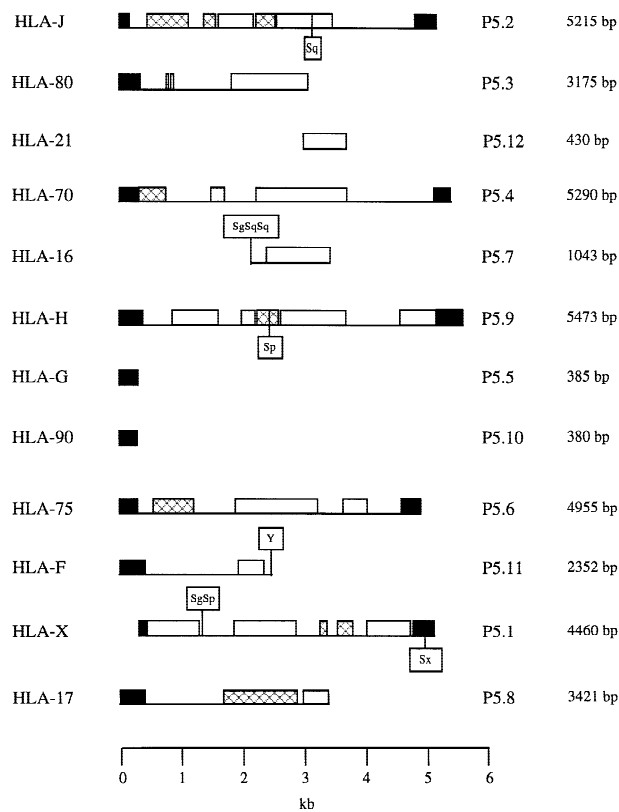 HLA-J P5.2 5215 bp
Sq
HLA-80 P5.3 3175 bp
HLA-21 P5.12 430 bp
HLA-70 P5.4 5290 bp
SgSqSq
HLA-16 P5.7 1043 bp
HLA-H P5.9 5473 bp
Sp
HLA-G P5.5 385 bp
HLA-90 P5.10 380 bp
HLA-75 P5.6 4955 bp
Y
HLA-F P5.11 2352 bp
SgSp
HLA-X P5.1 4460 bp
Sx
HLA-17 P5.8 3421 bp
0 1 2 3 4 5 6
kb